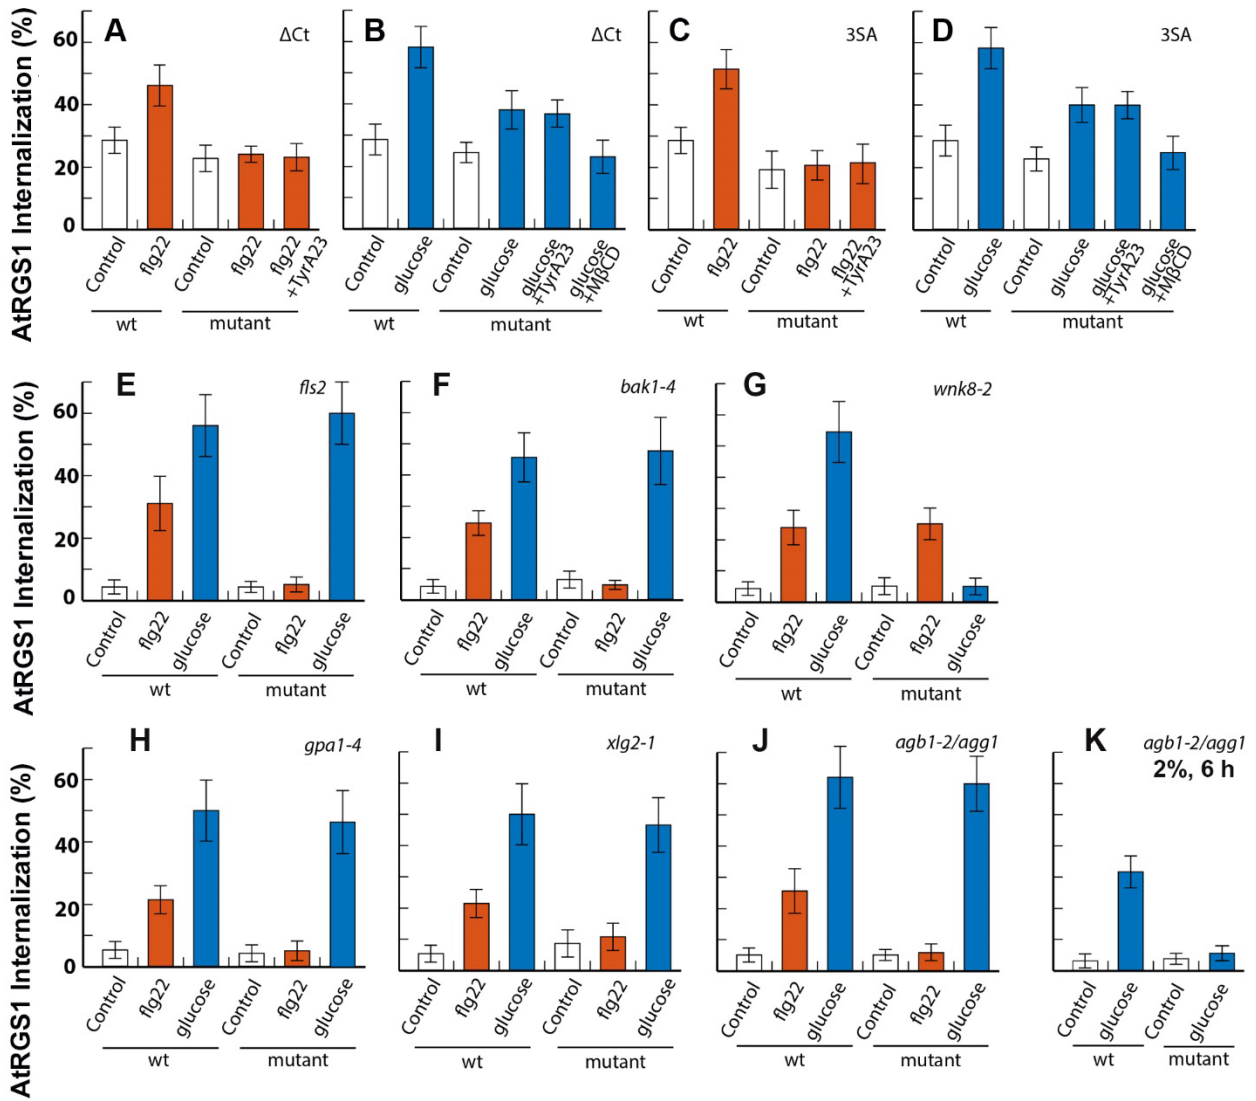 AtRGS1 Internalization (%)
60
40
20
0
A
ΔCt
Control
flg22
Control
flg22
flg22
+TyrA23
wt
mutant
B
ΔCt
Control
glucose
Control
glucose
glucose
+TyrA23
glucose
+MβCD
wt
mutant
C
3SA
Control
flg22
Control
flg22
flg22
+TyrA23
wt
mutant
D
3SA
Control
glucose
Control
glucose
glucose
+TyrA23
glucose
+MβCD
wt
mutant
AtRGS1 Internalization (%)
60
40
20
0
E
fls2
Control
flg22
glucose
Control
flg22
glucose
wt
mutant
F
bak1-4
Control
flg22
glucose
Control
flg22
glucose
wt
mutant
G
wnk8-2
Control
flg22
glucose
Control
flg22
glucose
wt
mutant
AtRGS1 Internalization (%)
60
40
20
0
H
gpa1-4
Control
flg22
glucose
Control
flg22
glucose
wt
mutant
I
xlg2-1
Control
flg22
glucose
Control
flg22
glucose
wt
mutant
J
agb1-2/agg1
Control
flg22
glucose
Control
flg22
glucose
wt
mutant
K
agb1-2/agg1
2%, 6 h
Control
glucose
Control
glucose
wt
mutant